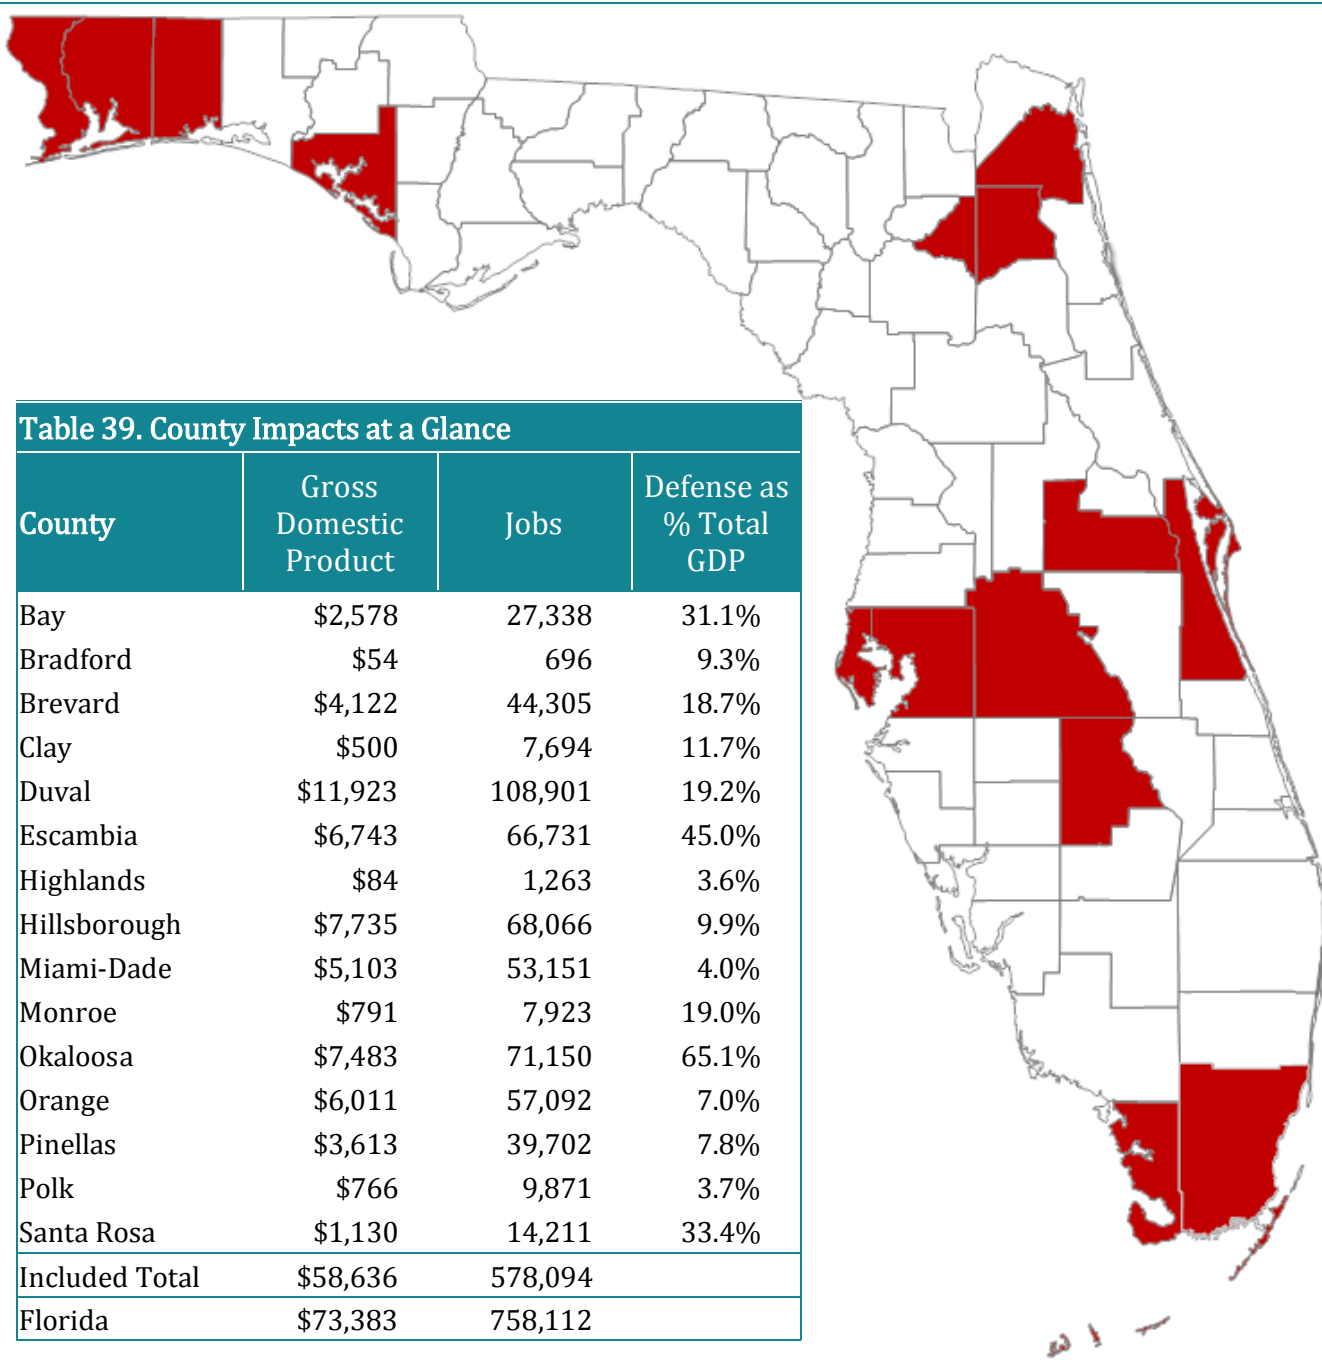 Table 39. County Impacts at a Glance
County Gross Domestic Product Jobs Defense as % Total GDP
Bay $2,578 27,338 31.1%
Bradford $54 696 9.3%
Brevard $4,122 44,305 18.7%
Clay $500 7,694 11.7%
Duval $11,923 108,901 19.2%
Escambia $6,743 66,731 45.0%
Highlands $84 1,263 3.6%
Hillsborough $7,735 68,066 9.9%
Miami-Dade $5,103 53,151 4.0%
Monroe $791 7,923 19.0%
Okaloosa $7,483 71,150 65.1%
Orange $6,011 57,092 7.0%
Pinellas $3,613 39,702 7.8%
Polk $766 9,871 3.7%
Santa Rosa $1,130 14,211 33.4%
Included Total $58,636 578,094
Florida $73,383 758,112